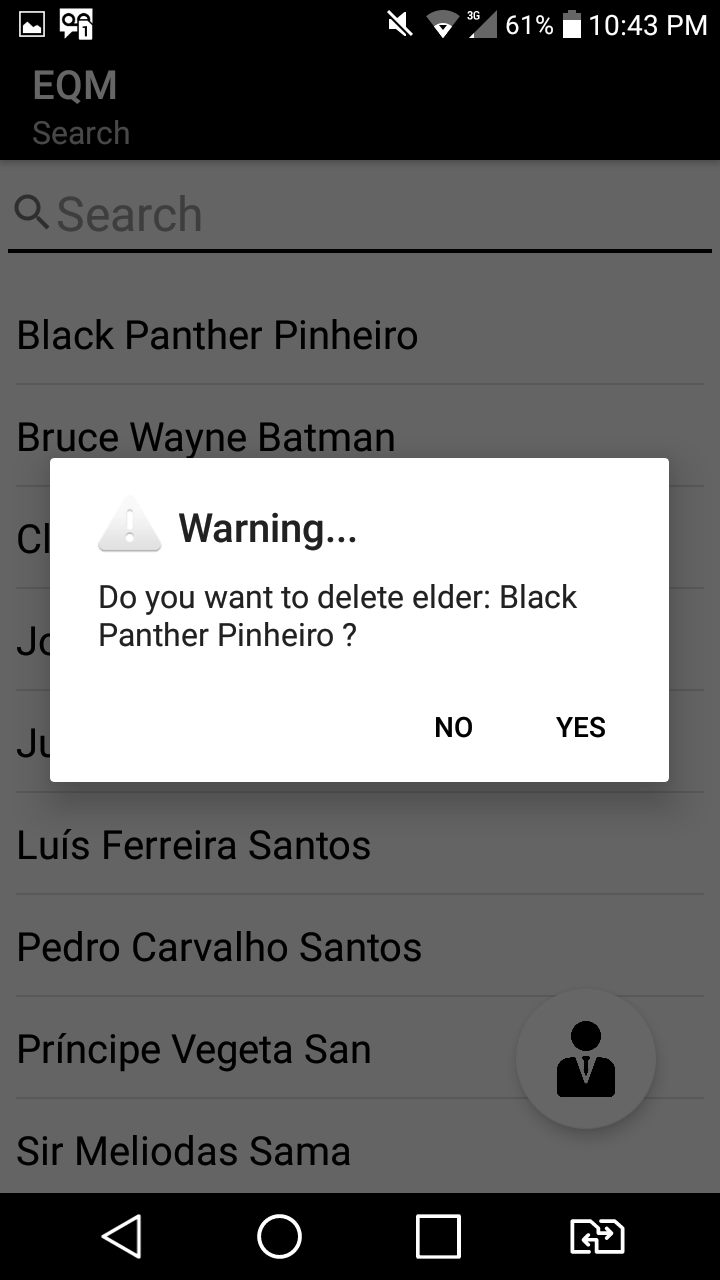 3G 61% 10:43 PM
EQM
Search
Search
Black Panther Pinheiro
Bruce Wayne Batman
Cl
Warning...
Do you want to delete elder: Black
Panther Pinheiro ?
Jo
NO YES
Ju
Luís Ferreira Santos
Pedro Carvalho Santos
Príncipe Vegeta San
Sir Meliodas Sama